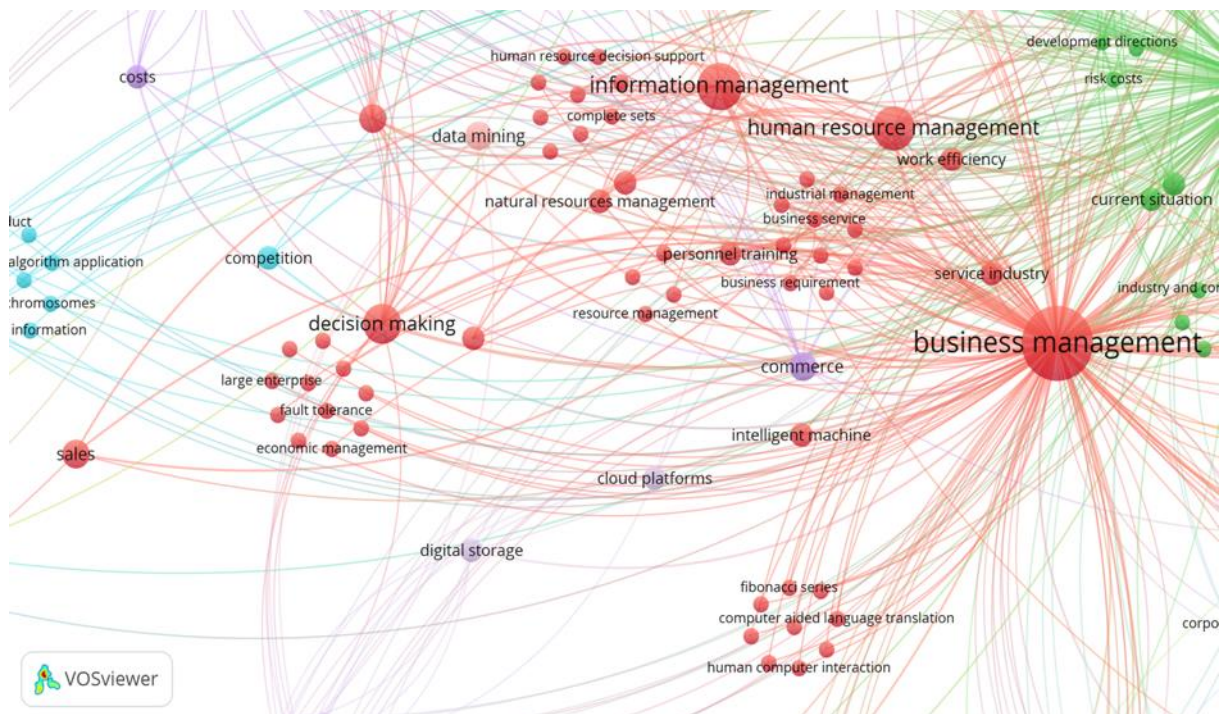 development directions
human resource decision support
costs
risk costs
information management
complete sets
human resource management
data mining
work efficiency
industrial management
current situation
natural resources management
business service
duct
personnel training
competition
algorithm application
service industry
business requirement
industry and cor
chromosomes
resource management
decision making
information
business management
commerce
large enterprise
fault tolerance
intelligent machine
economic management
sales
cloud platforms
digital storage
fibonacci series
computer aided language translation
corpo
human computer interaction
VOSviewer